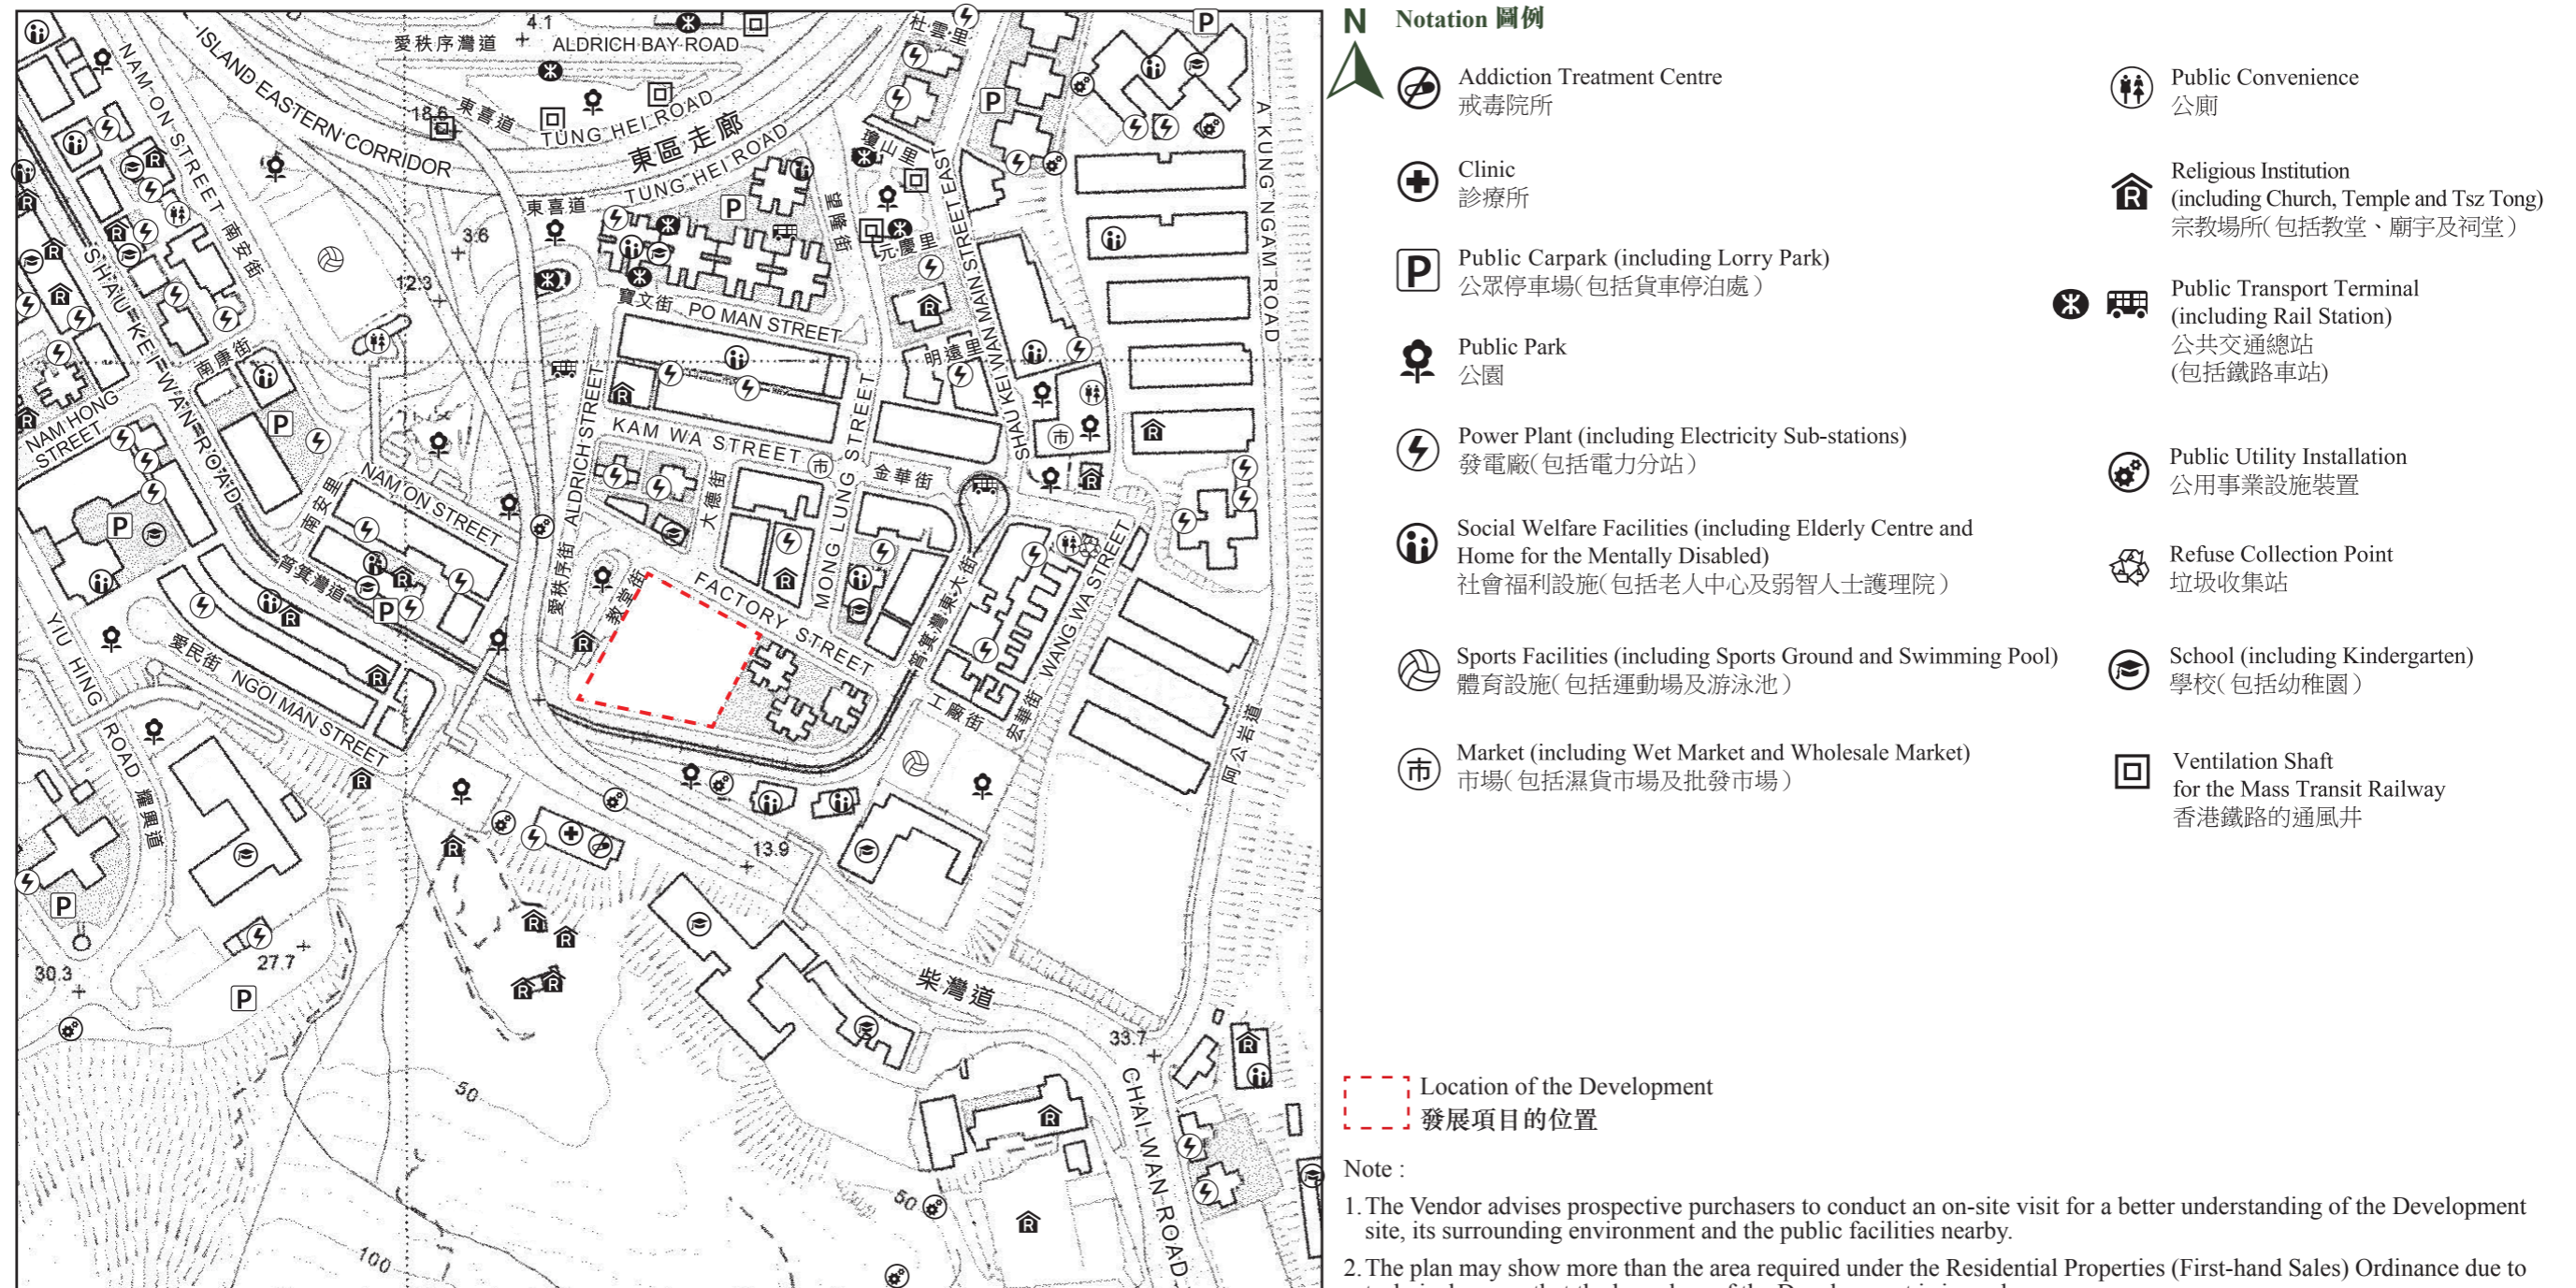 4.1
愛秩序灣道
ALDRICH BAY ROAD
杜雲里
P
NAM ON STREET 南安街
ISLAND EASTERN CORRIDOR
18.6
東喜道
TUNG HEI ROAD
東區走廊
TUNG HEI ROAD
東喜道
瓊山里
望隆街
元慶里
P
P
A KUNG NGAM ROAD
SHAU KEI WAN MAIN STREET EAST
3.6
12.3
SHAU KEI WAN ROAD
寶文街
PO MAN STREET
明遠里
南康街
NAM HONG
STREET
P
ALDRICH STREET
愛秩序街
KAM WA STREET
市
金華街
市
MONG LUNG STREET
大德街
南安里
NAM ON STREET
P
筲箕灣道
P
教堂街
FACTORY STREET
筲箕灣東大街
WANG WA STREET
宏華街
工廠街
YIU HING ROAD 耀興道
愛民街
NGOI MAN STREET
阿公岩道
13.9
P
30.3
27.7
P
柴灣道
33.7
CHAI WAN ROAD
50
50
100
N
Notation 圖例
Addiction Treatment Centre
戒毒院所
Clinic
診療所
P
Public Carpark (including Lorry Park)
公眾停車場(包括貨車停泊處)
Public Park
公園
Power Plant (including Electricity Sub-stations)
發電廠(包括電力分站)
Social Welfare Facilities (including Elderly Centre and
Home for the Mentally Disabled)
社會福利設施(包括老人中心及弱智人士護理院)
Sports Facilities (including Sports Ground and Swimming Pool)
體育設施(包括運動場及游泳池)
市
Market (including Wet Market and Wholesale Market)
市場(包括濕貨市場及批發市場)
Public Convenience
公廁
R
Religious Institution
(including Church, Temple and Tsz Tong)
宗教場所(包括教堂、廟宇及祠堂)
Public Transport Terminal
(including Rail Station)
公共交通總站
(包括鐵路車站)
Public Utility Installation
公用事業設施裝置
Refuse Collection Point
垃圾收集站
School (including Kindergarten)
學校(包括幼稚園)
Ventilation Shaft
for the Mass Transit Railway
香港鐵路的通風井
Location of the Development
發展項目的位置
Note :
1. The Vendor advises prospective purchasers to conduct an on-site visit for a better understanding of the Development
site, its surrounding environment and the public facilities nearby.
2. The plan may show more than the area required under the Residential Properties (First-hand Sales) Ordinance due to